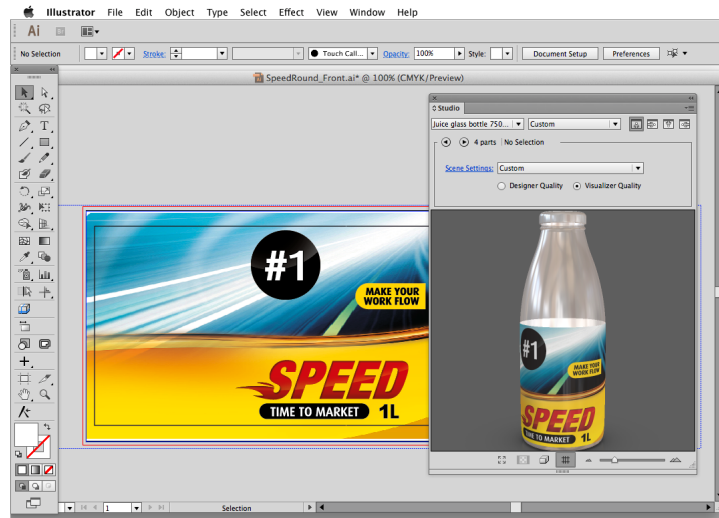 Illustrator File Edit Object Type Select Effect View Window Help
Ai
No Selection Stroke: Touch Call... Opacity: 100% Style: Document Setup Preferences
SpeedRound_Front.ai* @ 100% (CMYK/Preview)
Studio
Juice glass bottle 750... Custom
4 parts No Selection
Scene Settings: Custom
Designer Quality Visualizer Quality
#1
MAKE YOUR
WORK FLOW
SPEED
TIME TO MARKET 1L
#1
MAKE YOUR
WORK FLOW
SPEED
TIME TO MARKET 1L
1 Selection